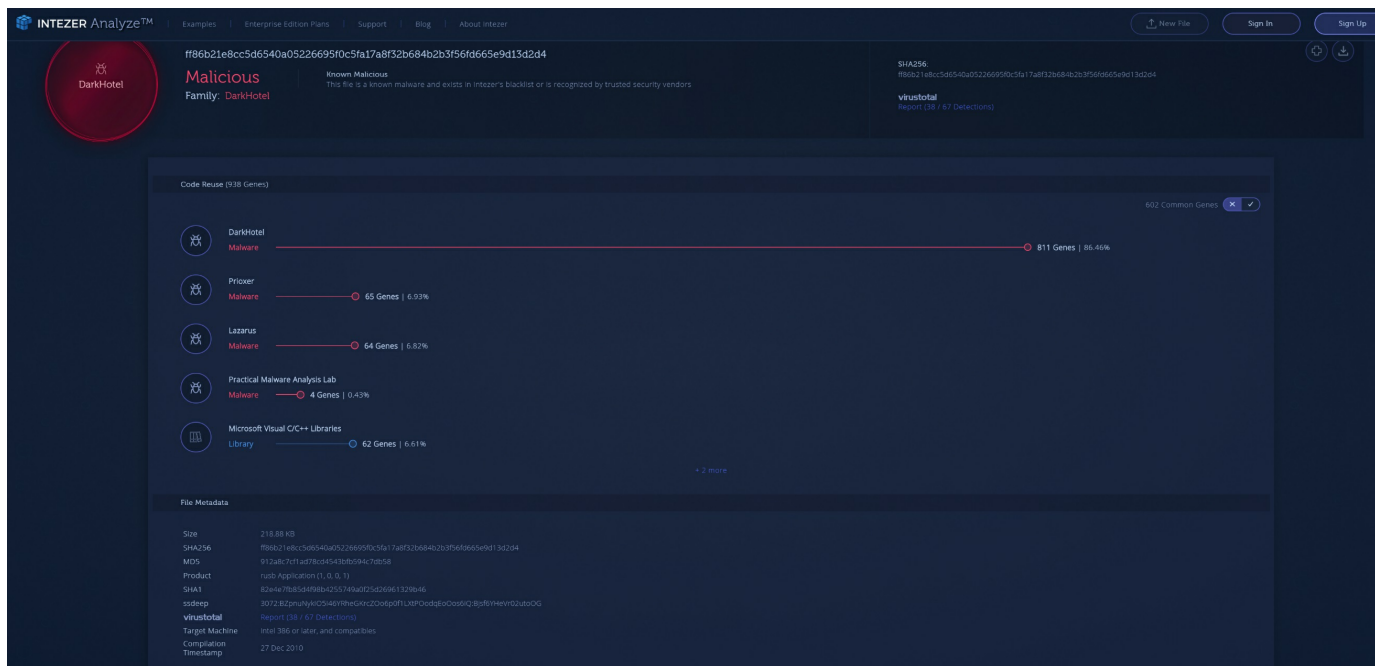 INTEZER Analyze™ Examples Enterprise Edition Plans Support Blog About Intezer New File Sign In Sign Up
DarkHotel
ff86b21e8cc5d6540a05226695f0c5fa17a8f32b684b2b3f56fd665e9d13d2d4
Malicious
Family: DarkHotel
Known Malicious
This file is a known malware and exists in Intezer's blacklist or is recognized by trusted security vendors
SHA256:
ff86b21e8cc5d6540a05226695f0c5fa17a8f32b684b2b3f56fd665e9d13d2d4
virustotal
Report (38 / 67 Detections)
Code Reuse (938 Genes)
602 Common Genes
DarkHotel
Malware 811 Genes | 86.46%
Prioxer
Malware 65 Genes | 6.93%
Lazarus
Malware 64 Genes | 6.82%
Practical Malware Analysis Lab
Malware 4 Genes | 0.43%
Microsoft Visual C/C++ Libraries
Library 62 Genes | 6.61%
+ 2 more
File Metadata
Size 218.88 KB
SHA256 ff86b21e8cc5d6540a05226695f0c5fa17a8f32b684b2b3f56fd665e9d13d2d4
MD5 912a8c7cf1ad78cd4543bfb594c7db58
Product rusb Application (1, 0, 0, 1)
SHA1 82e4e7fb85d4f98b4255749a0f25d26961329b46
ssdeep
virustotal Report (38 / 67 Detections)
Target Machine Intel 386 or later, and compatibles
Compilation Timestamp 27 Dec 2010